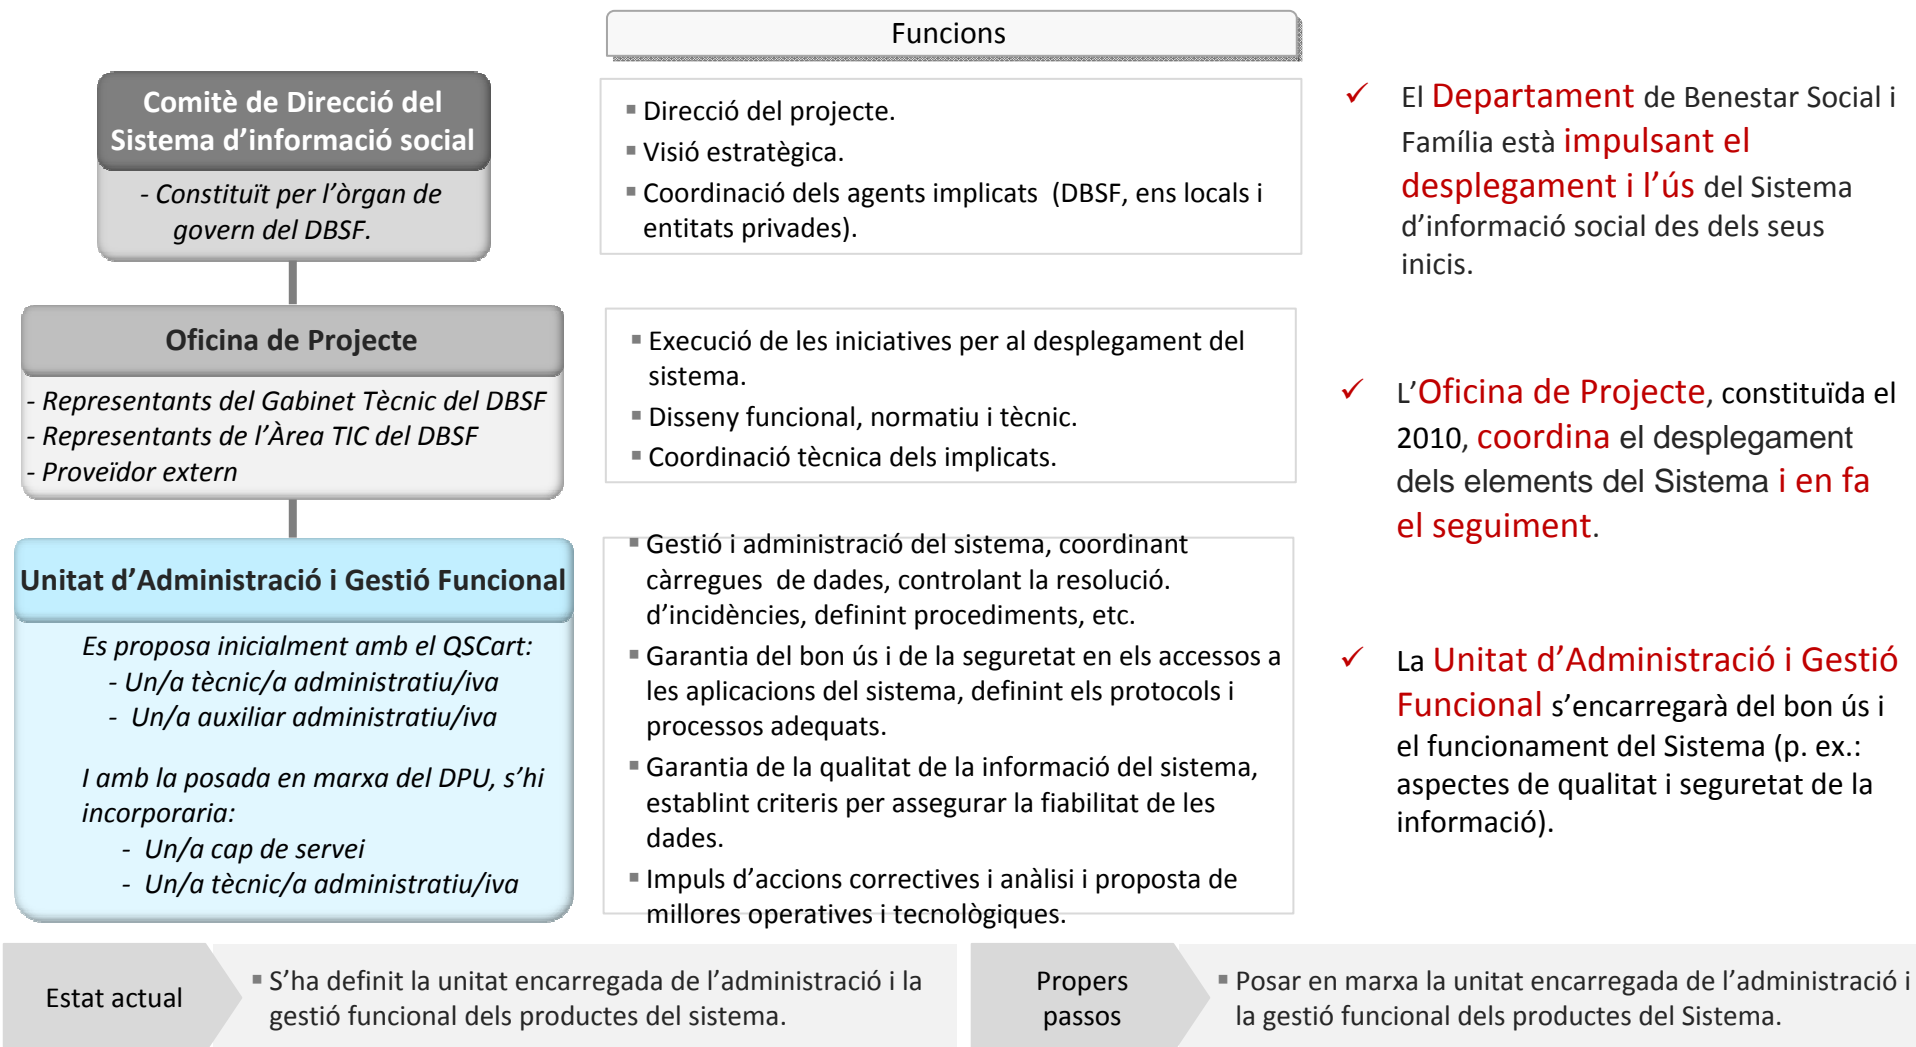 Funcions
Comitè de Direcció del
Sistema d’informació social
- Constituït per l’òrgan de
govern del DBSF.
▪ Direcció del projecte.
▪ Visió estratègica.
▪ Coordinació dels agents implicats  (DBSF, ens locals i
entitats privades).
✓ El Departament de Benestar Social i
Família està impulsant el
desplegament i l’ús del Sistema
d’informació social des dels seus
inicis.
Oficina de Projecte
- Representants del Gabinet Tècnic del DBSF
- Representants de l’Àrea TIC del DBSF
- Proveïdor extern
▪ Execució de les iniciatives per al desplegament del
sistema.
▪ Disseny funcional, normatiu i tècnic.
▪ Coordinació tècnica dels implicats.
✓ L’Oficina de Projecte, constituïda el
2010, coordina el desplegament
dels elements del Sistema i en fa
el seguiment.
Unitat d’Administració i Gestió Funcional
Es proposa inicialment amb el QSCart:
- Un/a tècnic/a administratiu/iva
- Un/a auxiliar administratiu/iva
I amb la posada en marxa del DPU, s’hi
incorporaria:
- Un/a cap de servei
- Un/a tècnic/a administratiu/iva
▪ Gestió i administració del sistema, coordinant
càrregues  de dades, controlant la resolució.
d’incidències, definint procediments, etc.
▪ Garantia del bon ús i de la seguretat en els accessos a
les aplicacions del sistema, definint els protocols i
processos adequats.
▪ Garantia de la qualitat de la informació del sistema,
establint criteris per assegurar la fiabilitat de les
dades.
▪ Impuls d’accions correctives i anàlisi i proposta de
millores operatives i tecnològiques.
✓ La Unitat d’Administració i Gestió
Funcional s’encarregarà del bon ús i
el funcionament del Sistema (p. ex.:
aspectes de qualitat i seguretat de la
informació).
Estat actual
▪ S’ha definit la unitat encarregada de l’administració i la
gestió funcional dels productes del sistema.
Propers
passos
▪ Posar en marxa la unitat encarregada de l’administració i
la gestió funcional dels productes del Sistema.